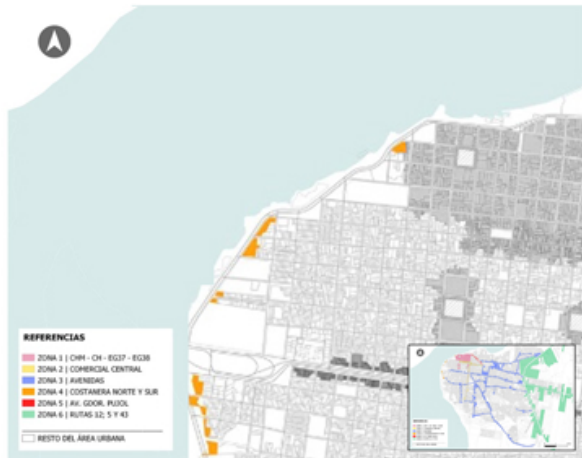 REFERENCIAS
ZONA 1 | CHM - CH - EG37 - EG38
ZONA 2 | COMERCIAL CENTRAL
ZONA 3 | AVENIDAS
ZONA 4 | COSTANERA NORTE Y SUR
ZONA 5 | AV. GDOR. PUJOL
ZONA 6 | RUTAS 12; 5 Y 43
RESTO DEL ÁREA URBANA